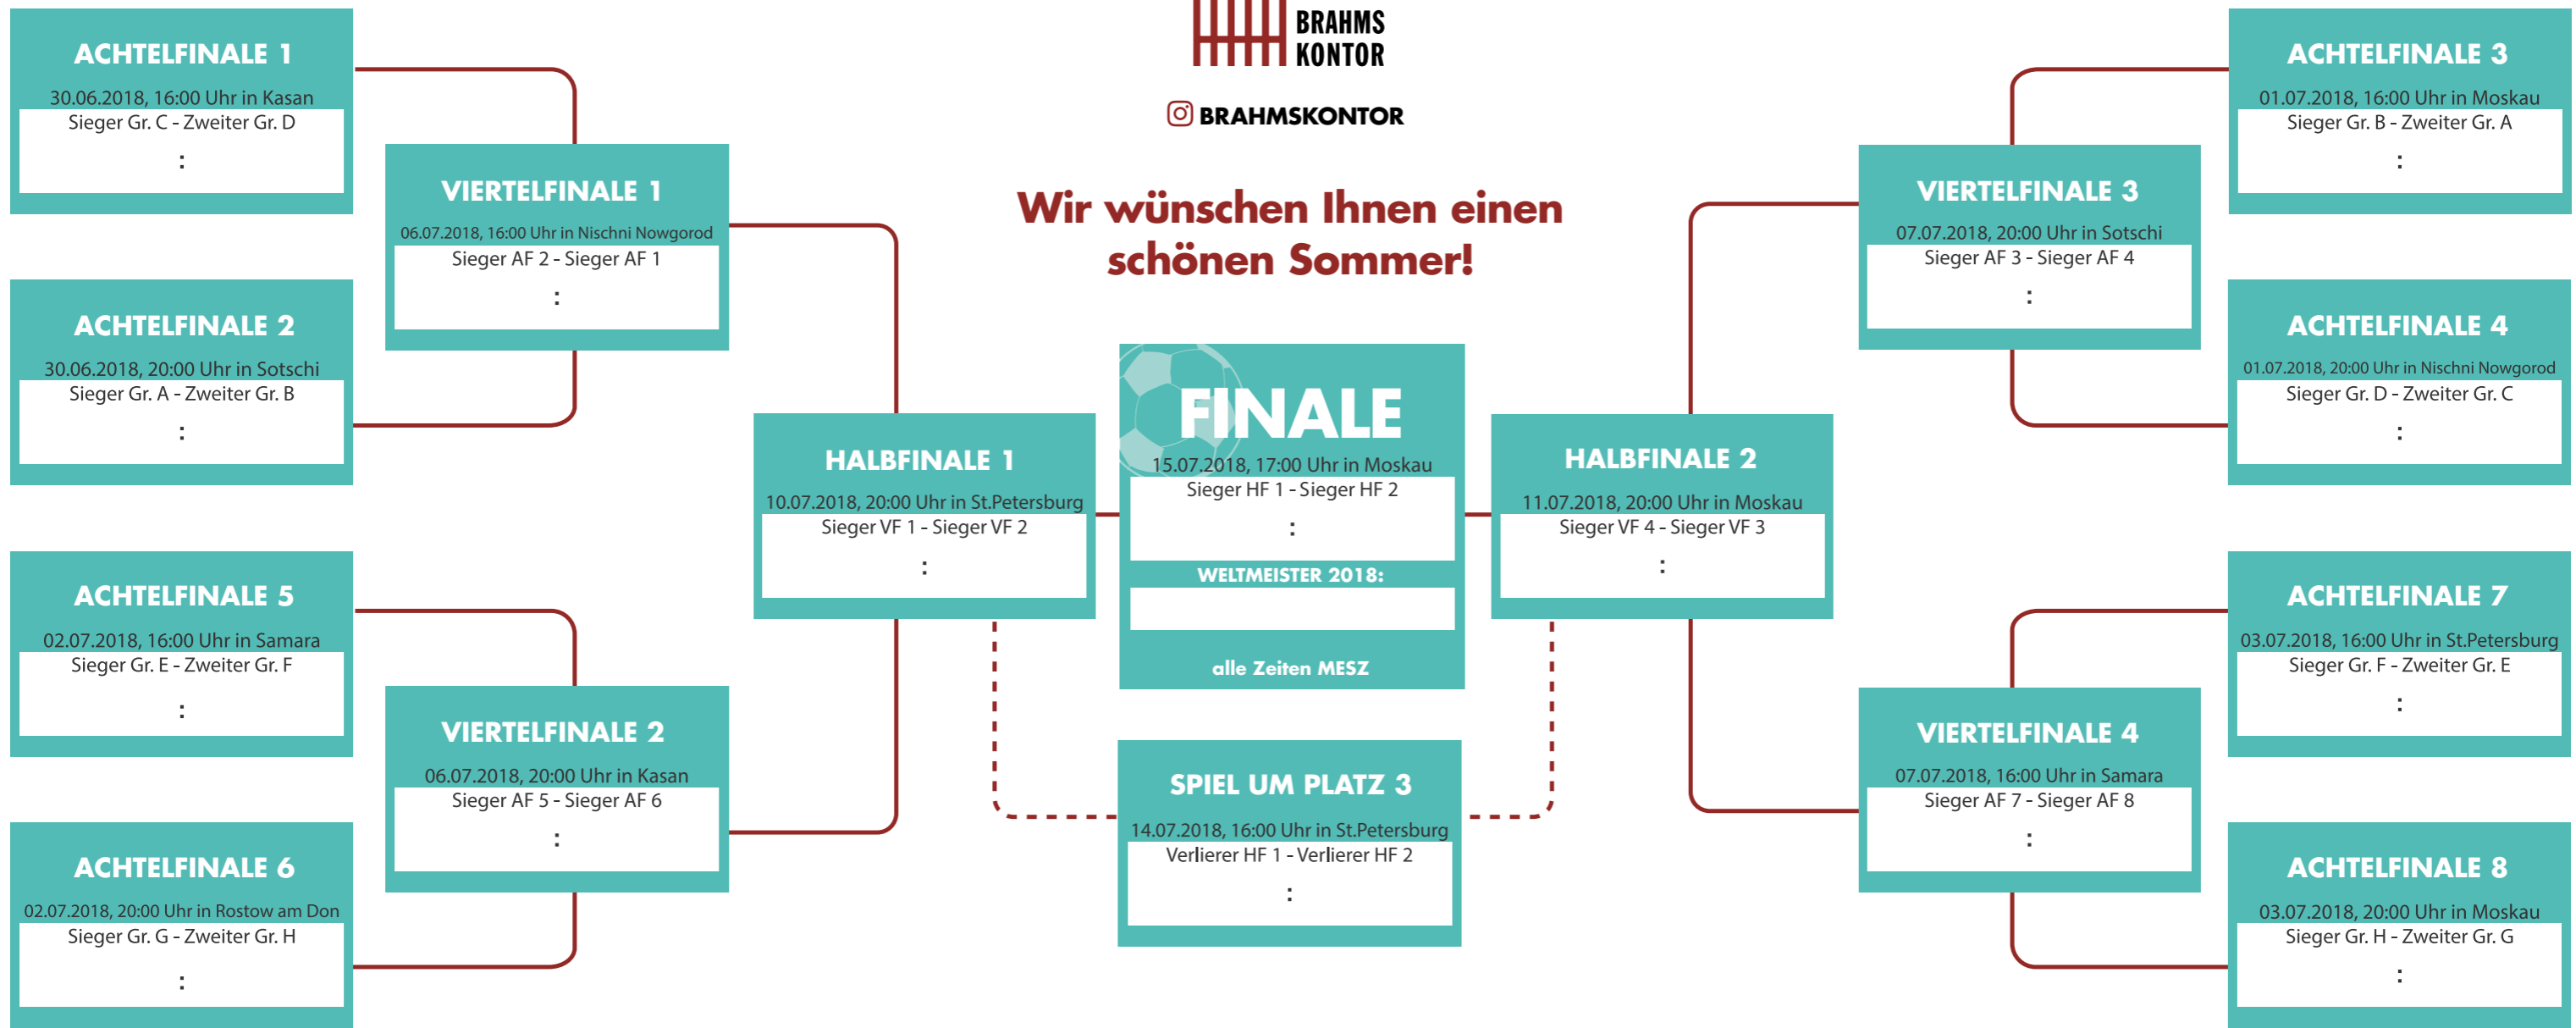 BRAHMS
KONTOR
BRAHMSKONTOR
Wir wünschen Ihnen einen
schönen Sommer!
ACHTELFINALE 1
30.06.2018, 16:00 Uhr in Kasan
Sieger Gr. C - Zweiter Gr. D
:
ACHTELFINALE 2
30.06.2018, 20:00 Uhr in Sotschi
Sieger Gr. A - Zweiter Gr. B
:
ACHTELFINALE 5
02.07.2018, 16:00 Uhr in Samara
Sieger Gr. E - Zweiter Gr. F
:
ACHTELFINALE 6
02.07.2018, 20:00 Uhr in Rostow am Don
Sieger Gr. G - Zweiter Gr. H
:
VIERTELFINALE 1
06.07.2018, 16:00 Uhr in Nischni Nowgorod
Sieger AF 2 - Sieger AF 1
:
VIERTELFINALE 2
06.07.2018, 20:00 Uhr in Kasan
Sieger AF 5 - Sieger AF 6
:
HALBFINALE 1
10.07.2018, 20:00 Uhr in St.Petersburg
Sieger VF 1 - Sieger VF 2
:
FINALE
15.07.2018, 17:00 Uhr in Moskau
Sieger HF 1 - Sieger HF 2
:
WELTMEISTER 2018:
alle Zeiten MESZ
SPIEL UM PLATZ 3
14.07.2018, 16:00 Uhr in St.Petersburg
Verlierer HF 1 - Verlierer HF 2
:
HALBFINALE 2
11.07.2018, 20:00 Uhr in Moskau
Sieger VF 4 - Sieger VF 3
:
VIERTELFINALE 3
07.07.2018, 20:00 Uhr in Sotschi
Sieger AF 3 - Sieger AF 4
:
VIERTELFINALE 4
07.07.2018, 16:00 Uhr in Samara
Sieger AF 7 - Sieger AF 8
:
ACHTELFINALE 3
01.07.2018, 16:00 Uhr in Moskau
Sieger Gr. B - Zweiter Gr. A
:
ACHTELFINALE 4
01.07.2018, 20:00 Uhr in Nischni Nowgorod
Sieger Gr. D - Zweiter Gr. C
:
ACHTELFINALE 7
03.07.2018, 16:00 Uhr in St.Petersburg
Sieger Gr. F - Zweiter Gr. E
:
ACHTELFINALE 8
03.07.2018, 20:00 Uhr in Moskau
Sieger Gr. H - Zweiter Gr. G
: